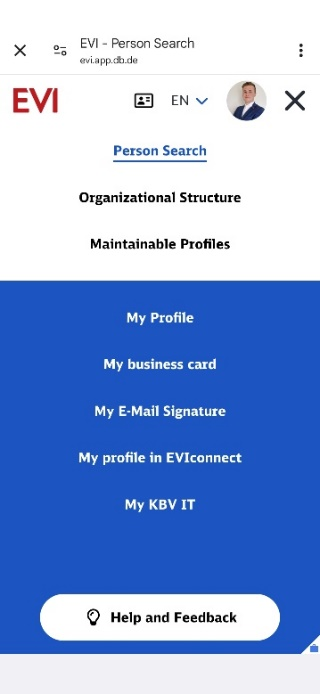 EVI - Person Search
evi.app.db.de
EVI
EN
Person Search
Organizational Structure
Maintainable Profiles
My Profile
My business card
My E-Mail Signature
My profile in EVIconnect
My KBV IT
Help and Feedback